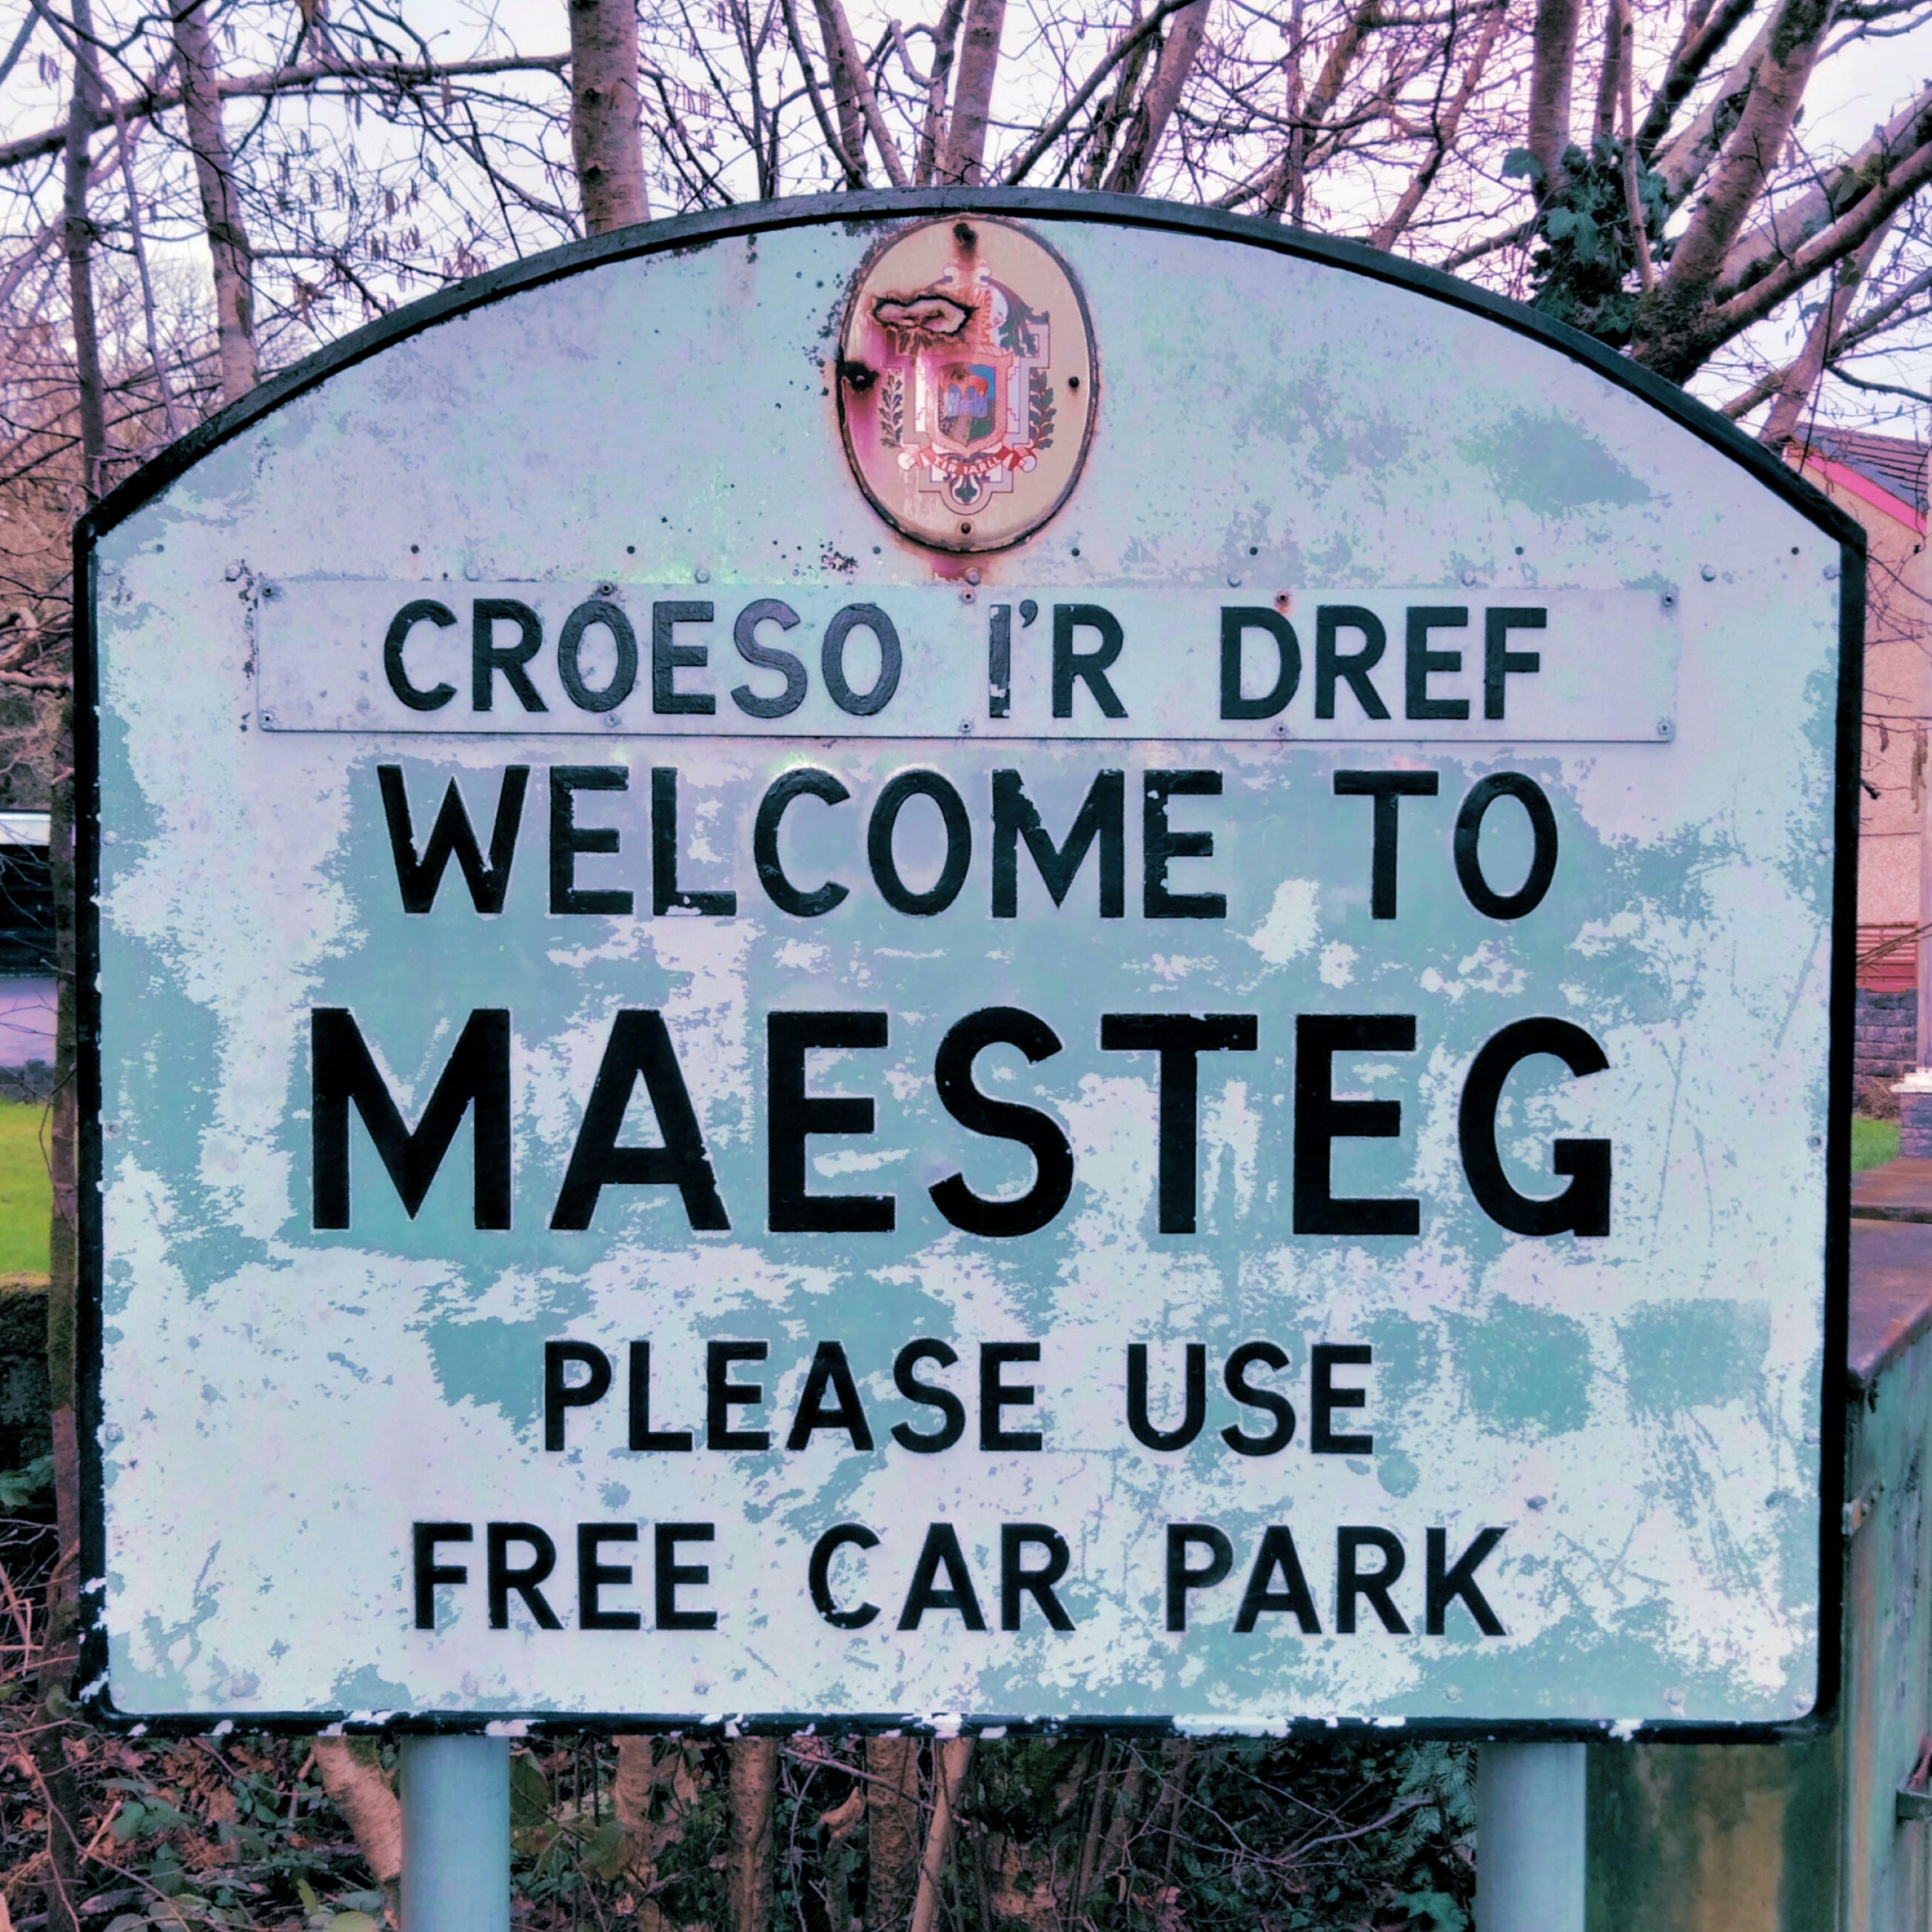 CROESO I'R DREF
WELCOME TO
MAESTEG
PLEASE USE
FREE CAR PARK